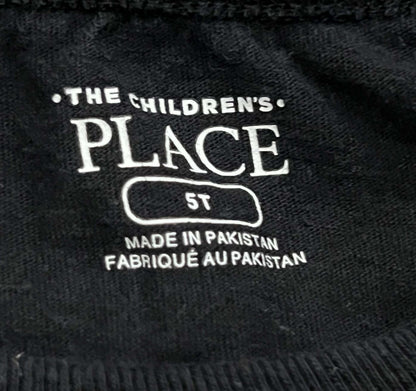 •THE CHILDREN'S•
PLACE
5T
MADE IN PAKISTAN
FABRIQUÉ AU PAKISTAN